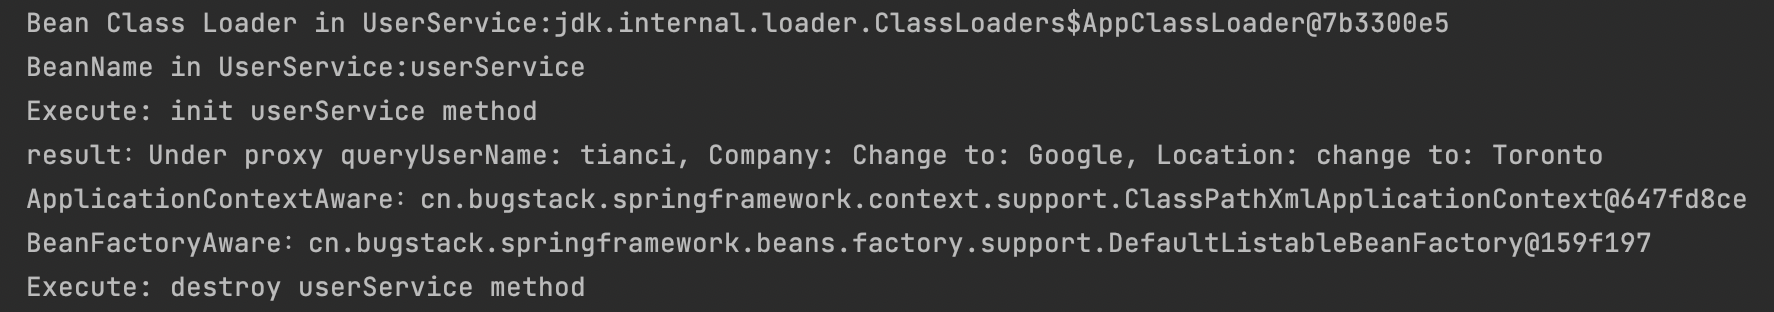 Bean Class Loader in UserService:jdk.internal.loader.ClassLoaders$AppClassLoader@7b3300e5
BeanName in UserService:userService
Execute: init userService method
result：Under proxy queryUserName: tianci, Company: Change to: Google, Location: change to: Toronto
ApplicationContextAware：cn.bugstack.springframework.context.support.ClassPathXmlApplicationContext@647fd8ce
BeanFactoryAware：cn.bugstack.springframework.beans.factory.support.DefaultListableBeanFactory@159f197
Execute: destroy userService method